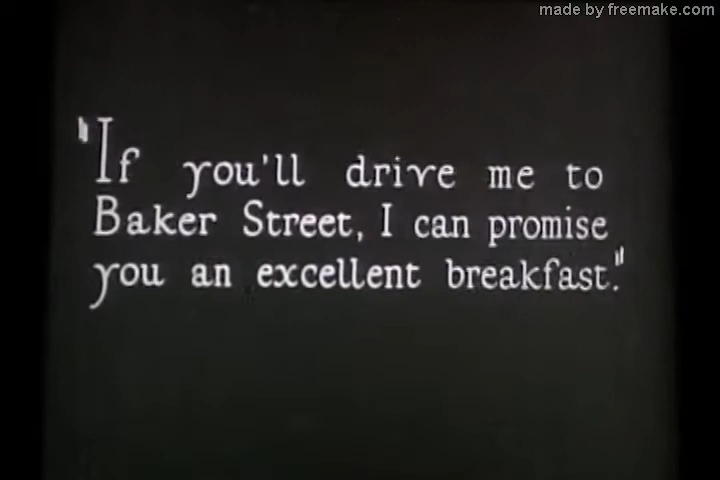 made by freemake.com
"If you'll drive me to
Baker Street, I can promise
you an excellent breakfast."